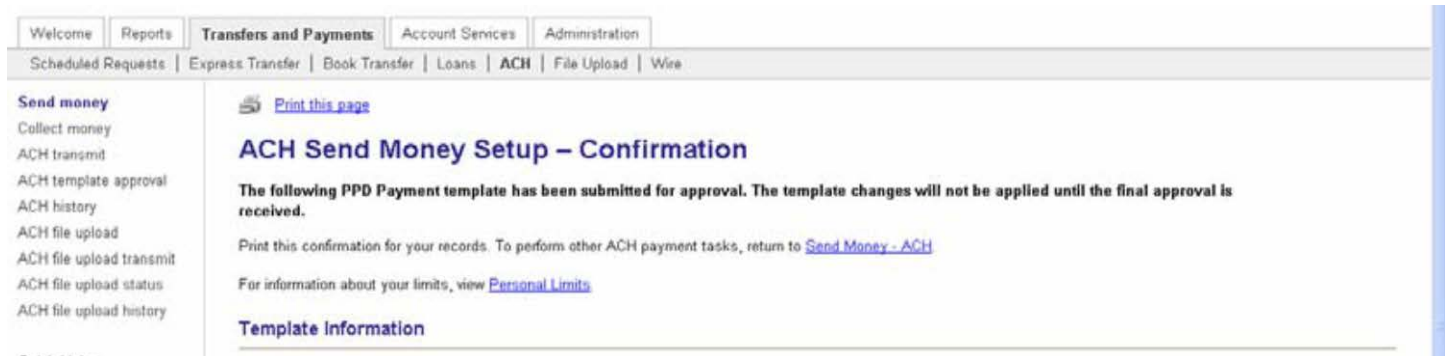 Welcome Reports Transfers and Payments Account Services Administration
Scheduled Requests | Express Transfer | Book Transfer | Loans | ACH | File Upload | Wire
Send money
Collect money
ACH transmit
ACH template approval
ACH history
ACH file upload
ACH file upload transmit
ACH file upload status
ACH file upload history
Print this page
ACH Send Money Setup – Confirmation
The following PPD Payment template has been submitted for approval. The template changes will not be applied until the final approval is
received.
Print this confirmation for your records. To perform other ACH payment tasks, return to Send Money - ACH.
For information about your limits, view Personal Limits.
Template Information